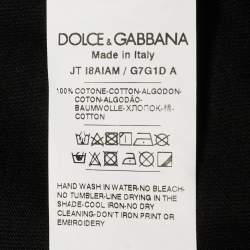 DOLCE & GABBANA
Made in Italy
JT I8AIAM / G7G1D A
100% COTONE-COTTON-ALGODON-
COTON-ALGODÃO-
BAUMWOLLE-ХЛОПОК-棉-
COTTON
HAND WASH IN WATER-NO BLEACH-
NO TUMBLER-LINE DRYING IN THE
SHADE-COOL IRON-NO DRY
CLEANING-DON'T IRON PRINT OR
EMBROIDERY